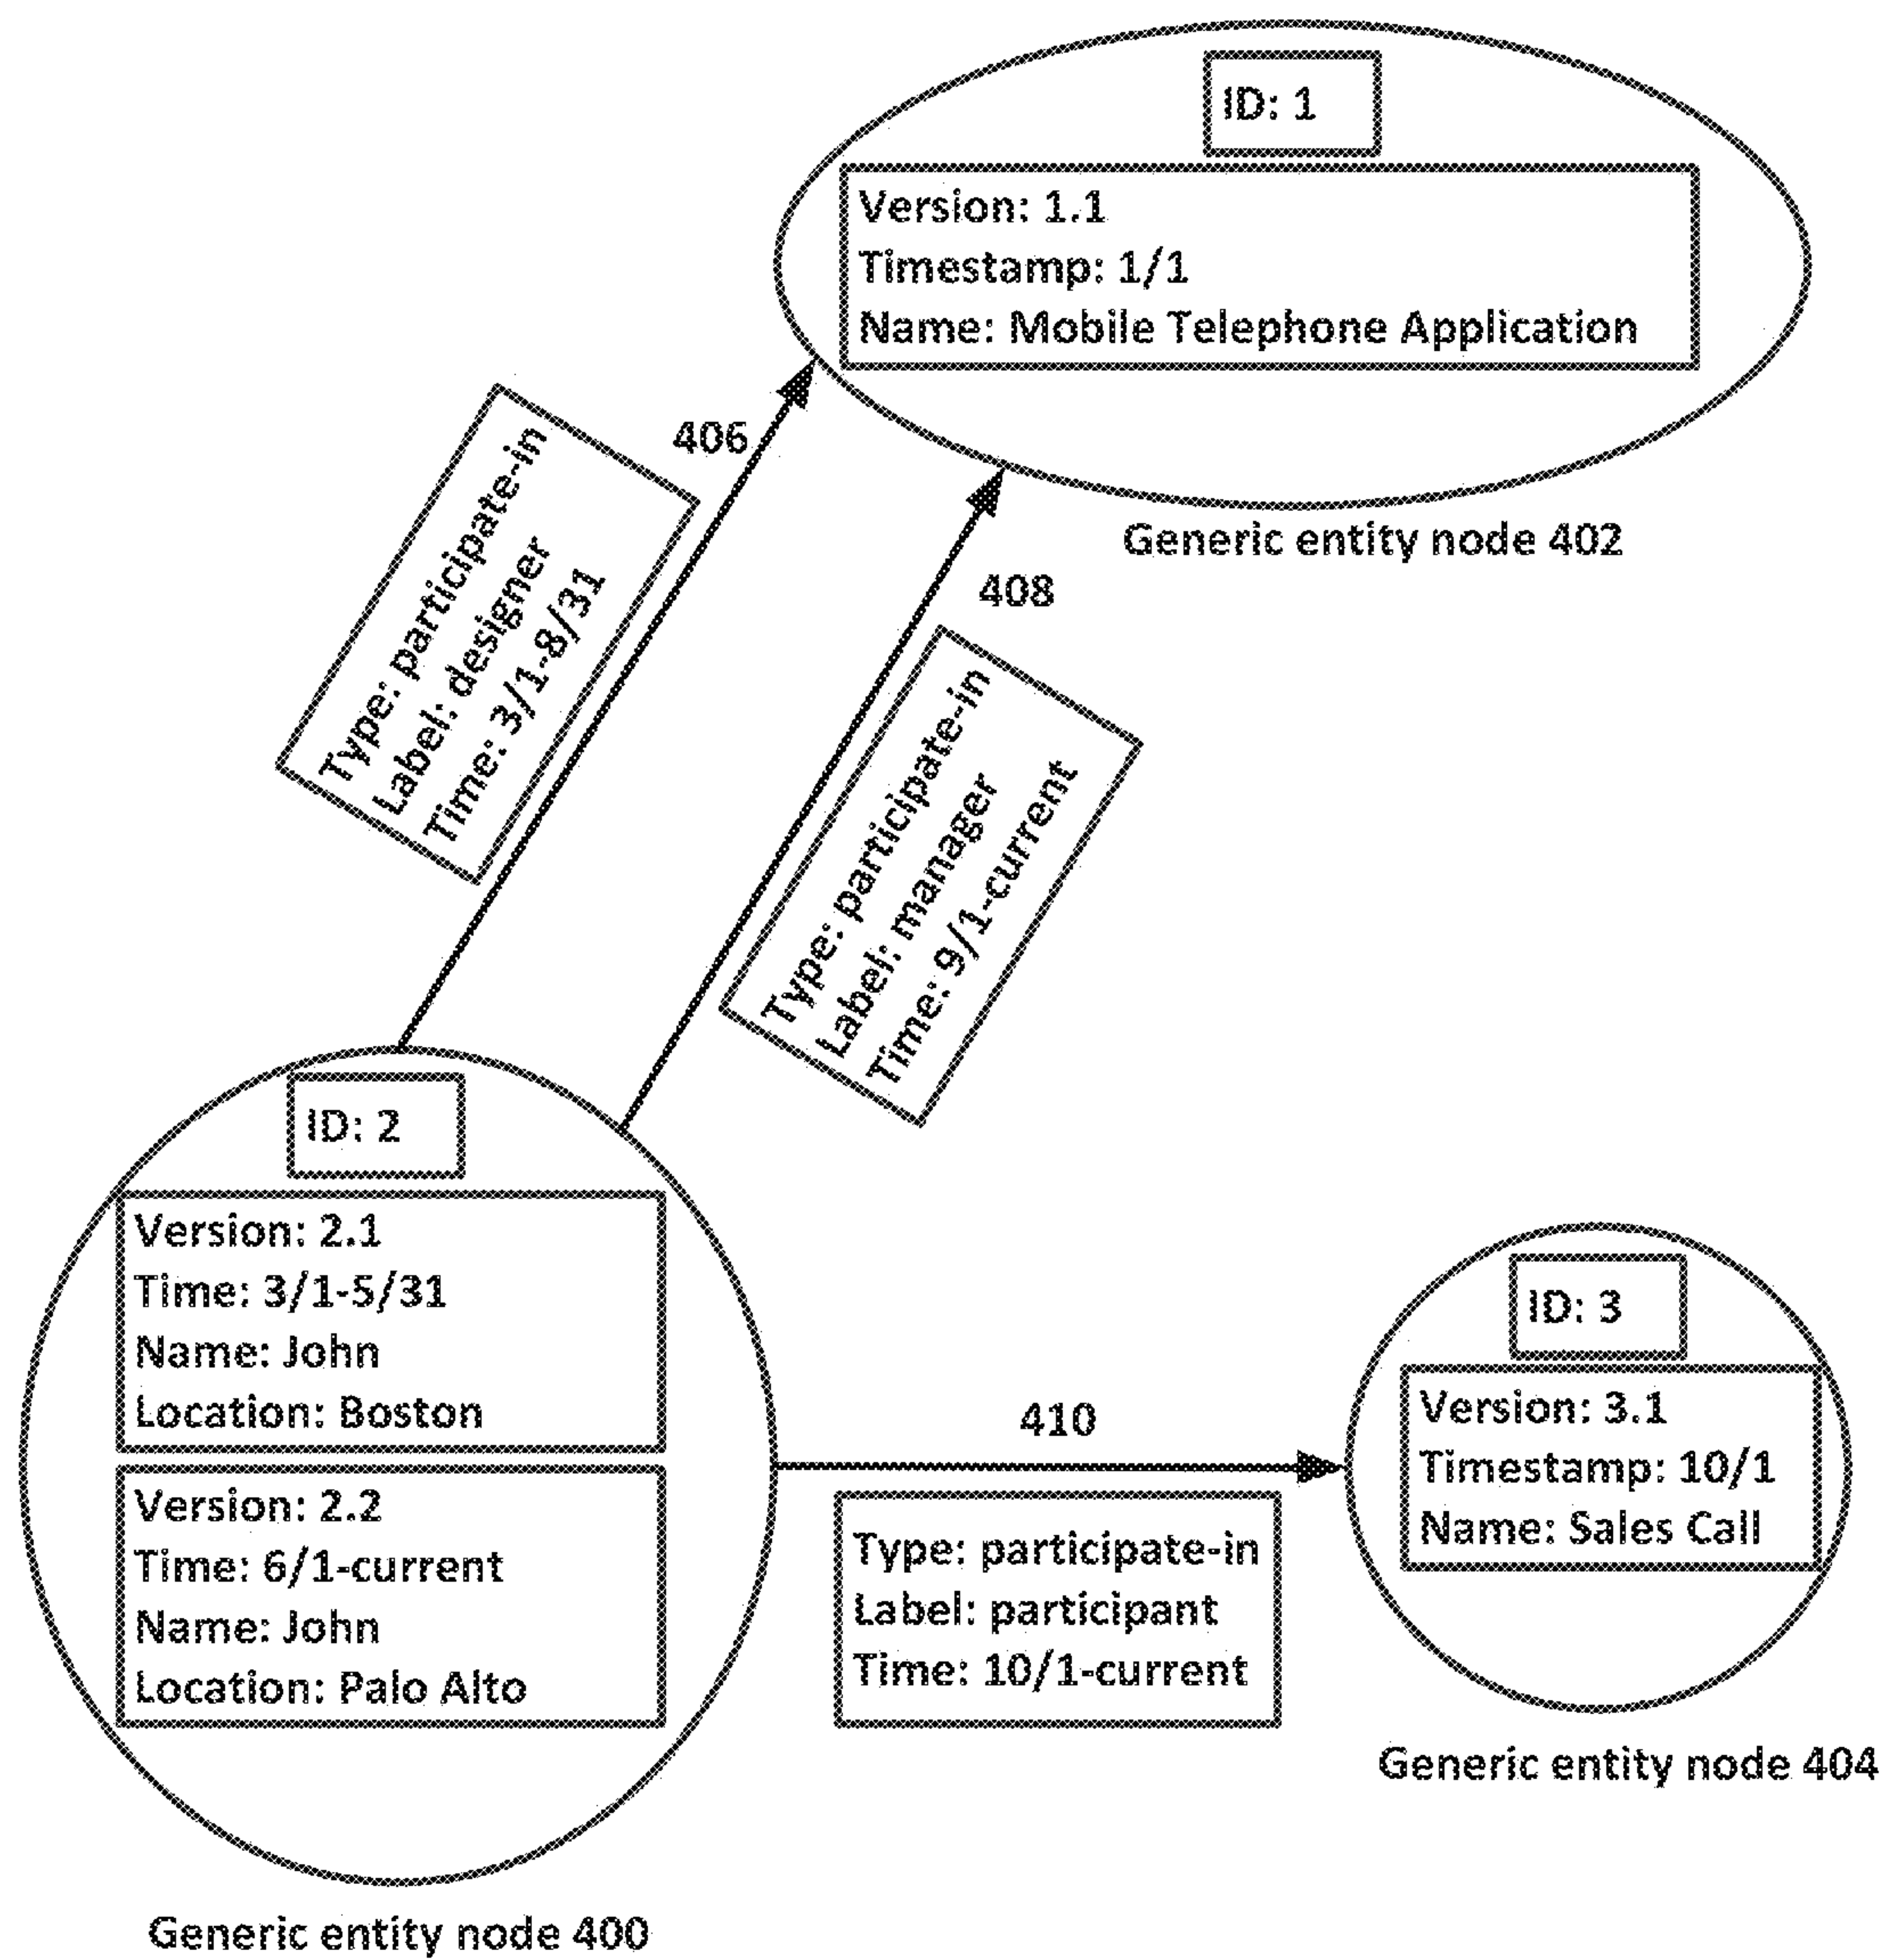 ID: 1
Version: 1.1
Timestamp: 1/1
Name: Mobile Telephone Application
Generic entity node 402
406
Type: participate-in
Label: designer
Time: 3/1-8/31
408
Type: participate-in
Label: manager
Time: 9/1-current
ID: 2
Version: 2.1
Time: 3/1-5/31
Name: John
Location: Boston
Version: 2.2
Time: 6/1-current
Name: John
Location: Palo Alto
Generic entity node 400
410
Type: participate-in
Label: participant
Time: 10/1-current
ID: 3
Version: 3.1
Timestamp: 10/1
Name: Sales Call
Generic entity node 404